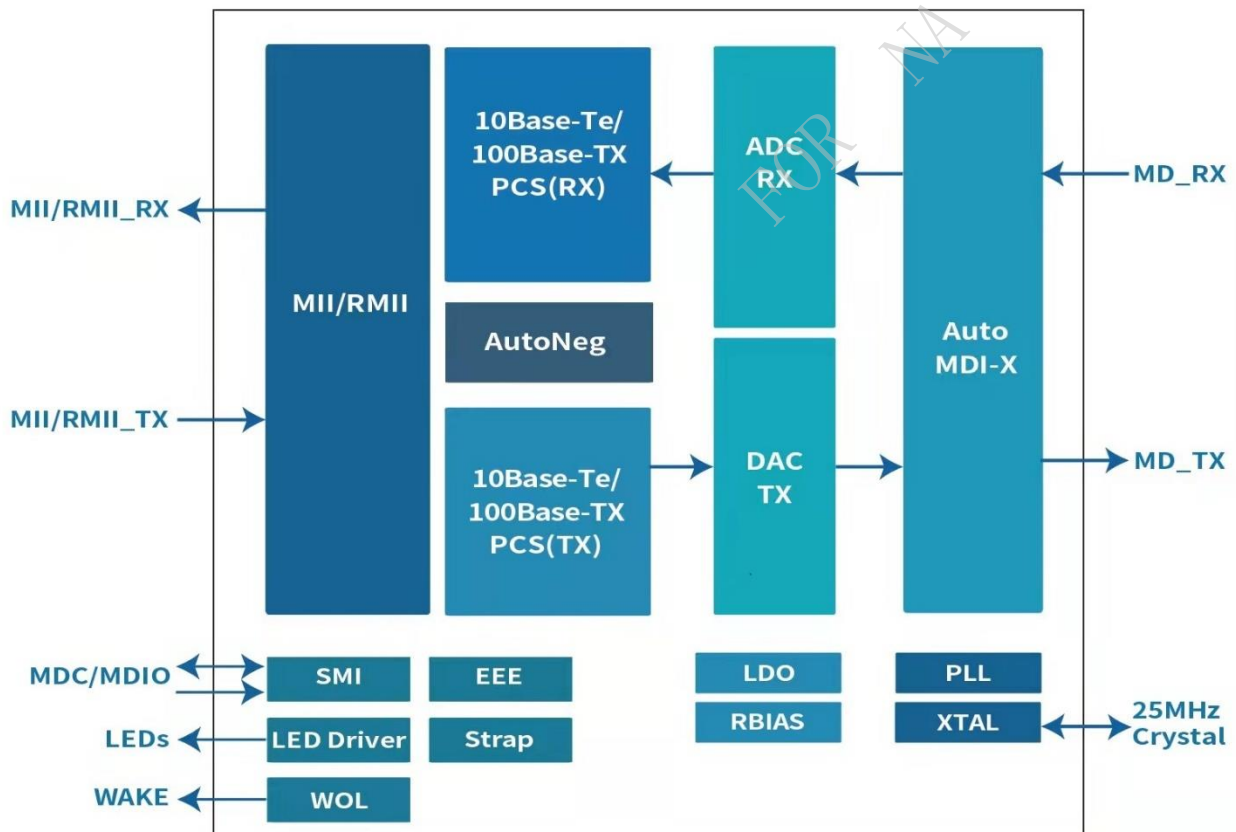 10Base-Te/
100Base-TX
PCS(RX)
ADC
RX
MD_RX
MII/RMII_RX
MII/RMII
AutoNeg
Auto
MDI-X
MII/RMII_TX
10Base-Te/
100Base-TX
PCS(TX)
DAC
TX
MD_TX
MDC/MDIO
SMI
EEE
LDO
PLL
LEDs
LED Driver
Strap
RBIAS
XTAL
25MHz
Crystal
WAKE
WOL
FOR NA